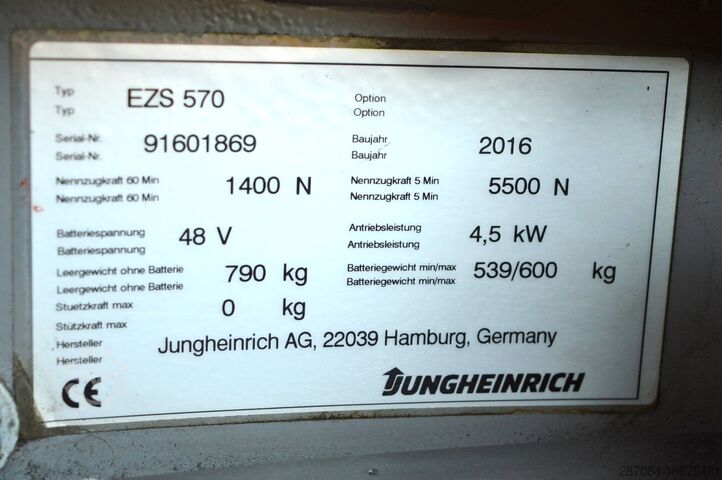 Typ EZS 570 Option
Typ Option
Serial-Nr. 91601869 Baujahr 2016
Serial-Nr. Baujahr
Nennzugkraft 60 Min 1400 N Nennzugkraft 5 Min 5500 N
Nennzugkraft 60 Min Nennzugkraft 5 Min
Batteriespannung 48 V Antriebsleistung 4,5 kW
Batteriespannung Antriebsleistung
Leergewicht ohne Batterie 790 kg Batteriegewicht min/max 539/600 kg
Leergewicht ohne Batterie Batteriegewicht min/max
Stuetzkraft max 0 kg
Stützkraft max
Hersteller Jungheinrich AG, 22039 Hamburg, Germany
Hersteller
CE JUNGHEINRICH